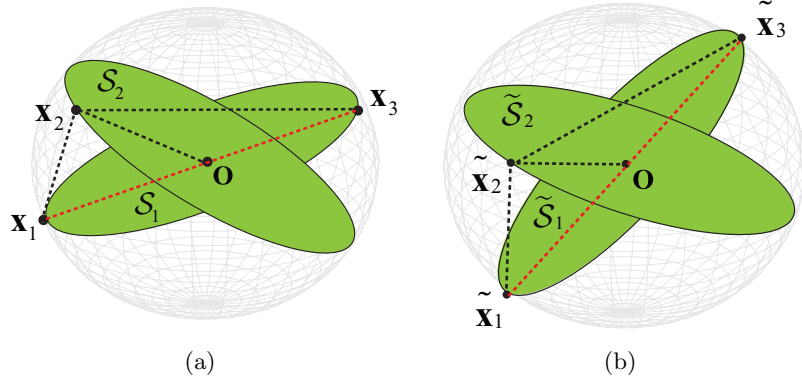 𝒮₂
x₂
x₃
O
𝒮₁
x₁
(a)
x̃₃
𝒮̃₂
x̃₂
O
𝒮̃₁
x̃₁
(b)